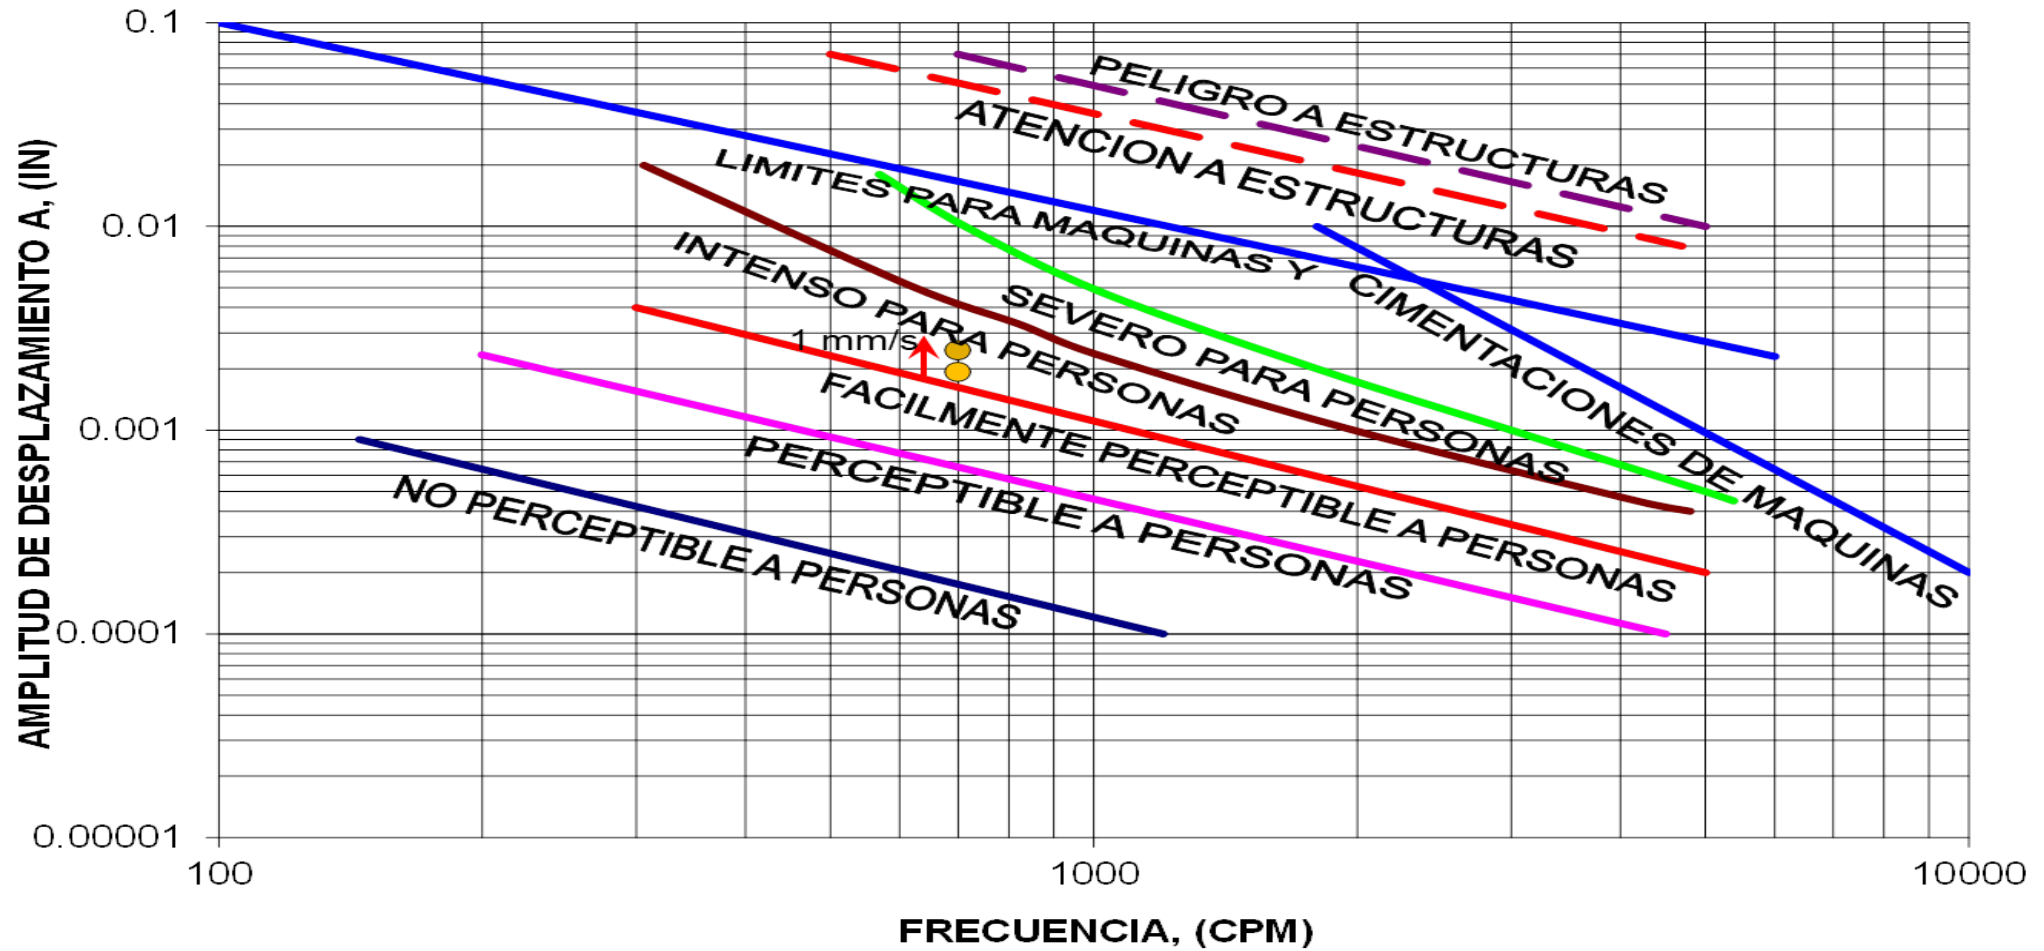 0.1
0.01
0.001
0.0001
0.00001
AMPLITUD DE DESPLAZAMIENTO A, (IN)
PELIGRO A ESTRUCTURAS
ATENCION A ESTRUCTURAS
LIMITES PARA MAQUINAS Y CIMENTACIONES DE MAQUINAS
SEVERO PARA PERSONAS
INTENSO PARA PERSONAS
1 mm/s
FACILMENTE PERCEPTIBLE A PERSONAS
PERCEPTIBLE A PERSONAS
NO PERCEPTIBLE A PERSONAS
100
1000
10000
FRECUENCIA, (CPM)